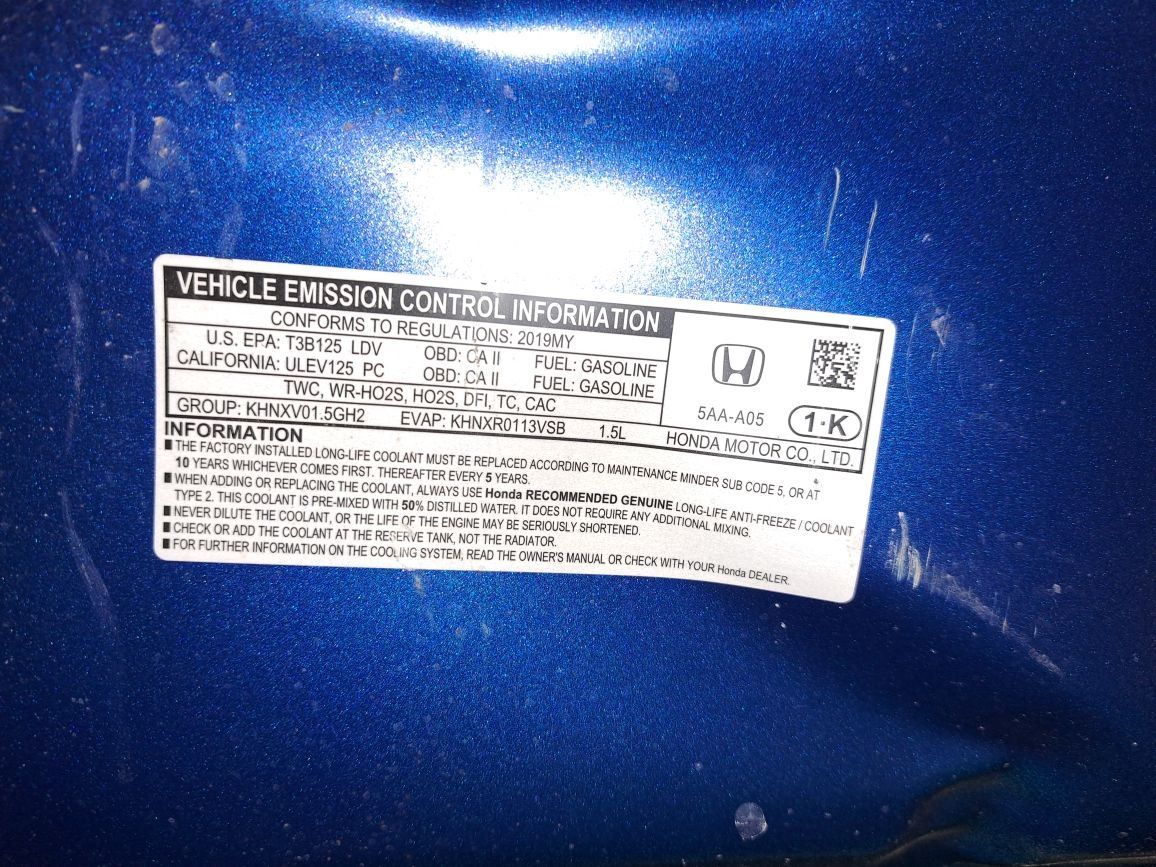 VEHICLE EMISSION CONTROL INFORMATION
CONFORMS TO REGULATIONS: 2019MY
U.S. EPA: T3B125 LDV OBD: CA II FUEL: GASOLINE
CALIFORNIA: ULEV125 PC OBD: CA II FUEL: GASOLINE
TWC, WR-HO2S, HO2S, DFI, TC, CAC
5AA-A05 1·K
GROUP: KHNXV01.5GH2 EVAP: KHNXR0113VSB 1.5L HONDA MOTOR CO., LTD.
INFORMATION
■ THE FACTORY INSTALLED LONG-LIFE COOLANT MUST BE REPLACED ACCORDING TO MAINTENANCE MINDER SUB CODE 5, OR AT
10 YEARS WHICHEVER COMES FIRST. THEREAFTER EVERY 5 YEARS.
■ WHEN ADDING OR REPLACING THE COOLANT, ALWAYS USE Honda RECOMMENDED GENUINE LONG-LIFE ANTI-FREEZE / COOLANT
TYPE 2. THIS COOLANT IS PRE-MIXED WITH 50% DISTILLED WATER. IT DOES NOT REQUIRE ANY ADDITIONAL MIXING.
■ NEVER DILUTE THE COOLANT, OR THE LIFE OF THE ENGINE MAY BE SERIOUSLY SHORTENED.
■ CHECK OR ADD THE COOLANT AT THE RESERVE TANK, NOT THE RADIATOR.
■ FOR FURTHER INFORMATION ON THE COOLING SYSTEM, READ THE OWNER'S MANUAL OR CHECK WITH YOUR Honda DEALER.